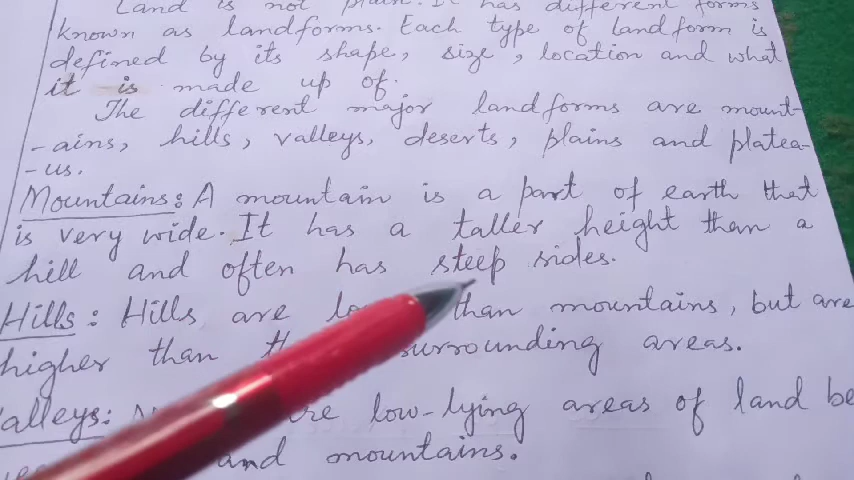 Land is not plain. It has different forms
known as landforms. Each type of landform is
defined by its shape, size, location and what
it is made up of.
The different major landforms are mount-
-ains, hills, valleys, deserts, plains and platea-
-us.
Mountains: A mountain is a part of earth that
is very wide. It has a taller height than a
hill and often has steep sides.
Hills: Hills are than mountains, but are
higher than surrounding areas.
alleys: are low-lying areas of land be
and mountains.